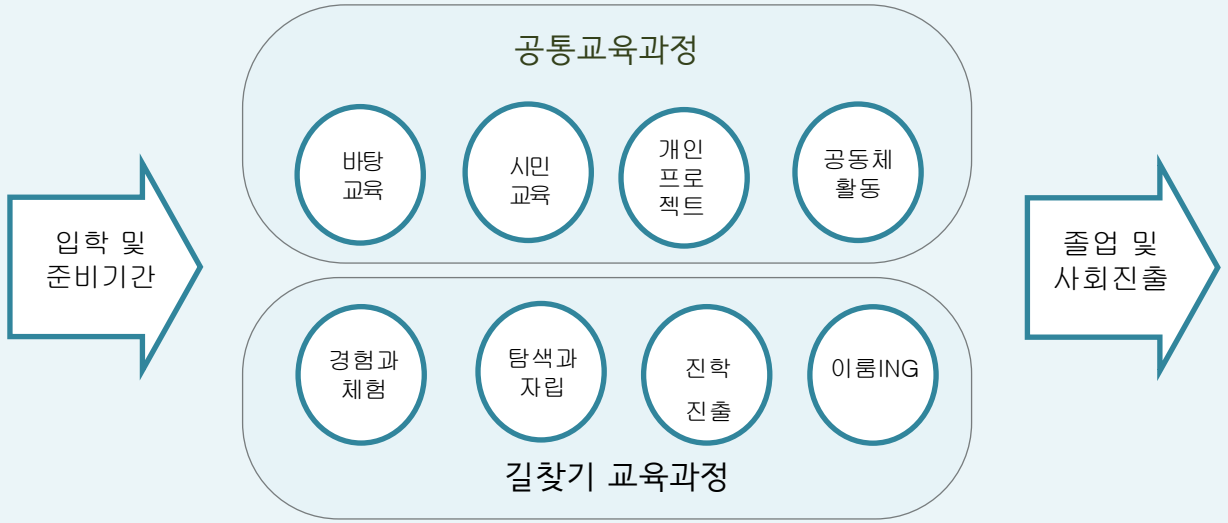 공통교육과정
바탕
교육
시민
교육
개인
프로
젝트
공동체
활동
입학 및
준비기간
졸업 및
사회진출
경험과
체험
탐색과
자립
진학
진출
이룸ING
길찾기 교육과정